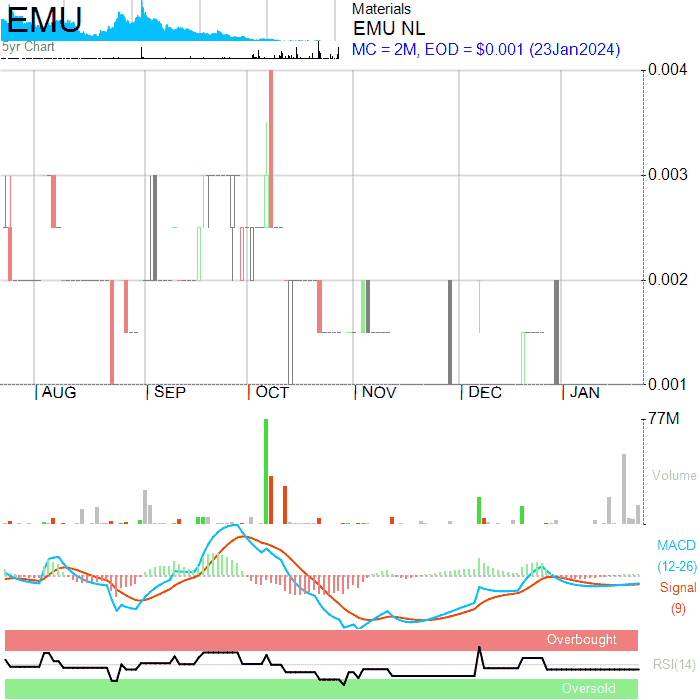 EMU
5yr Chart
Materials
EMU NL
MC = 2M, EOD = $0.001 (23Jan2024)
0.004
0.003
0.002
0.001
AUG SEP OCT NOV DEC JAN
77M
Volume
MACD
(12-26)
Signal
(9)
Overbought
RSI(14)
Oversold